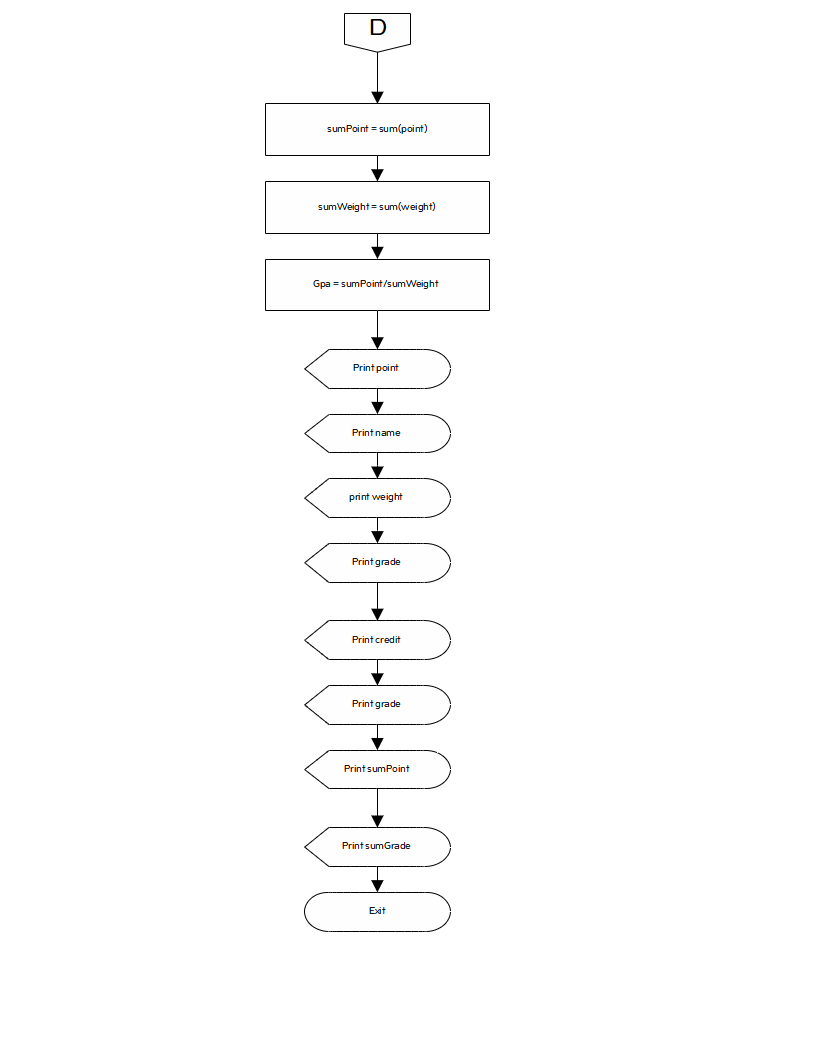 D
sumPoint = sum(point)
sumWeight = sum(weight)
Gpa = sumPoint/sumWeight
Print point
Print name
print weight
Print grade
Print credit
Print grade
Print sumPoint
Print sumGrade
Exit